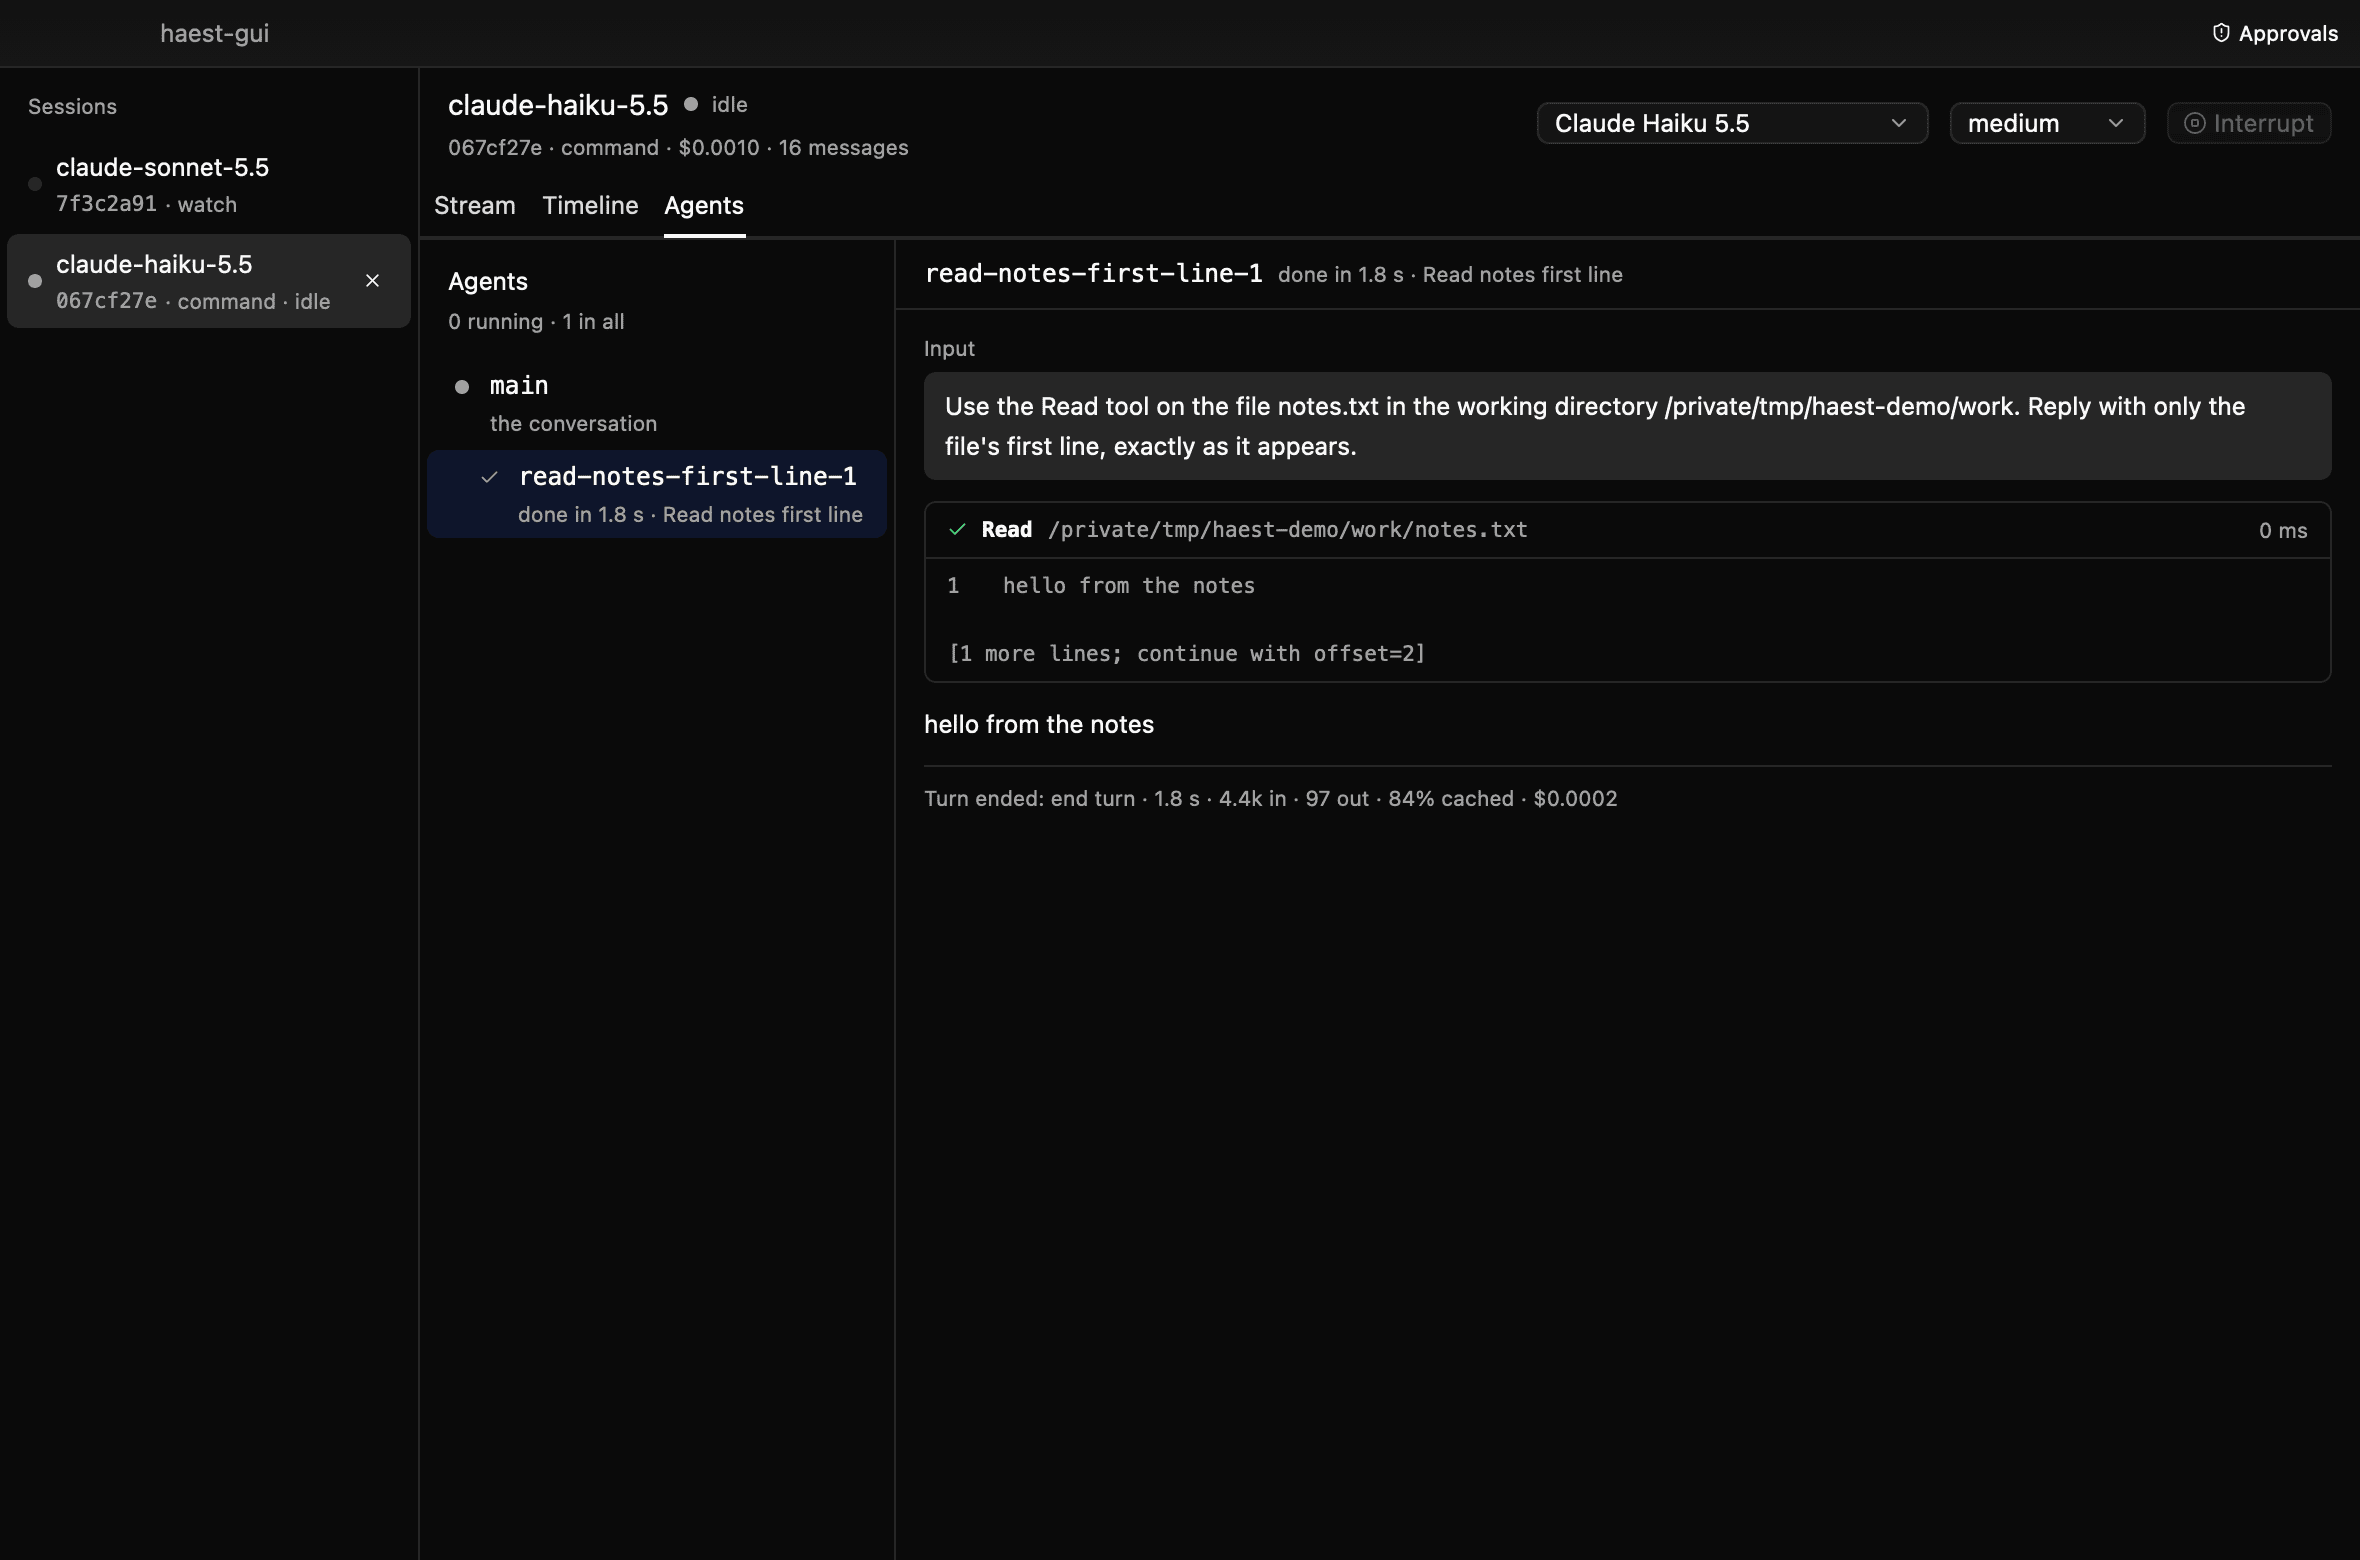 haest-gui
Approvals
Sessions
claude-sonnet-5.5
7f3c2a91 · watch
claude-haiku-5.5
067cf27e · command · idle
claude-haiku-5.5 idle
067cf27e · command · $0.0010 · 16 messages
Claude Haiku 5.5
medium
Interrupt
Stream Timeline Agents
Agents
0 running · 1 in all
main
the conversation
read-notes-first-line-1
done in 1.8 s · Read notes first line
read-notes-first-line-1 done in 1.8 s · Read notes first line
Input
Use the Read tool on the file notes.txt in the working directory /private/tmp/haest-demo/work. Reply with only the
file's first line, exactly as it appears.
Read /private/tmp/haest-demo/work/notes.txt 0 ms
1 hello from the notes
[1 more lines; continue with offset=2]
hello from the notes
Turn ended: end turn · 1.8 s · 4.4k in · 97 out · 84% cached · $0.0002